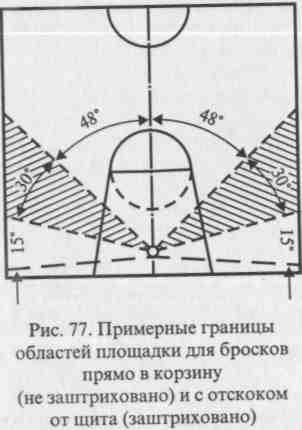 48° 48°
30° 30°
15° 15°
Рис. 77. Примерные границы
областей площадки для бросков
прямо в корзину
(не заштриховано) и с отскоком
от щита (заштриховано)